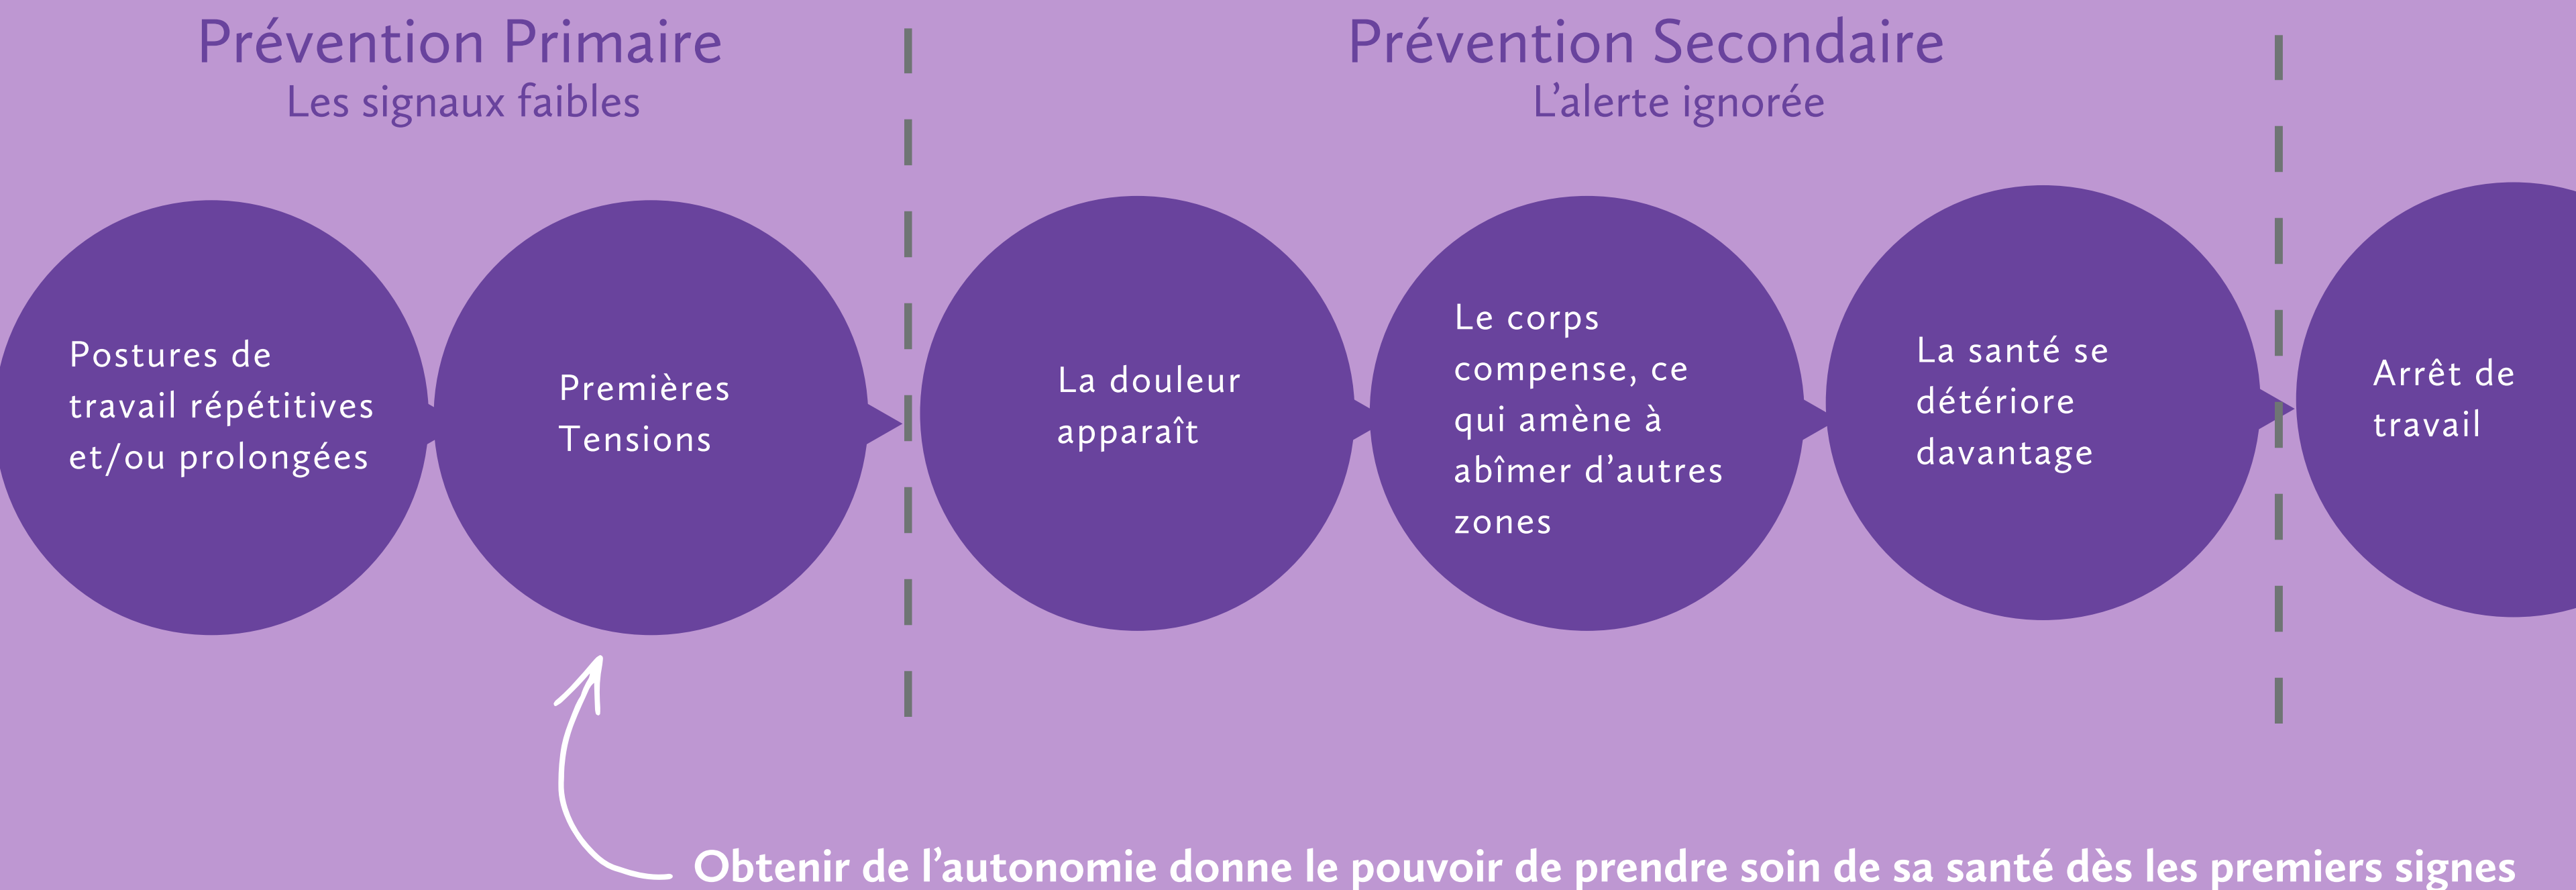 Prévention Primaire
Les signaux faibles
Prévention Secondaire
L’alerte ignorée
Postures de
travail répétitives
et/ou prolongées
Premières
Tensions
La douleur
apparaît
Le corps
compense, ce
qui amène à
abîmer d’autres
zones
La santé se
détériore
davantage
Arrêt de
travail
Obtenir de l’autonomie donne le pouvoir de prendre soin de sa santé dès les premiers signes